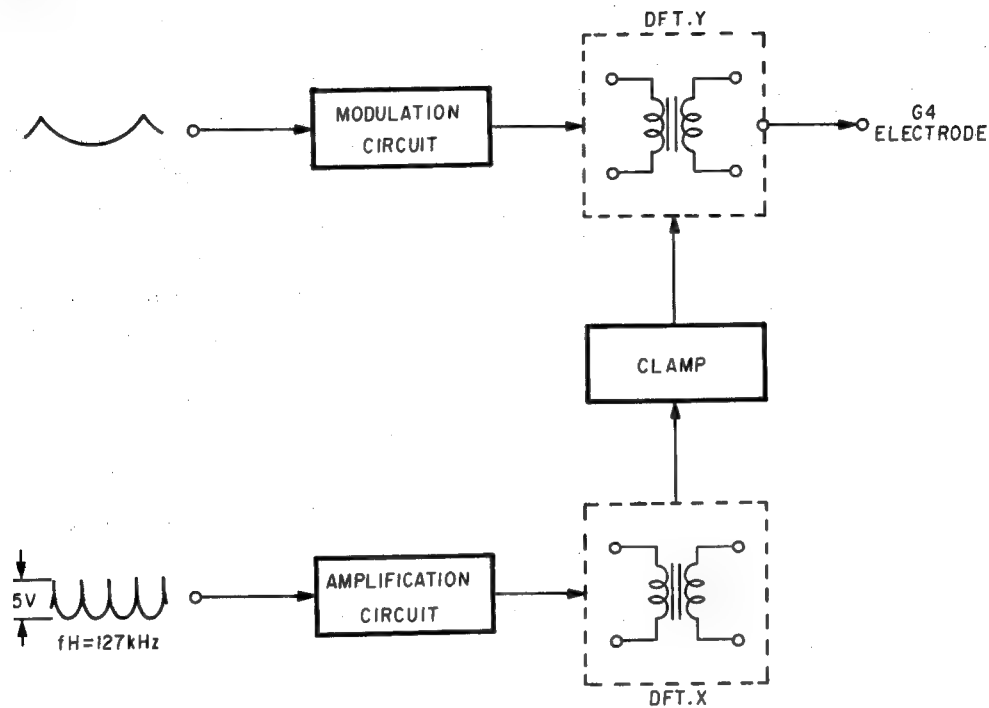 DFT.Y
MODULATION
CIRCUIT
G4
ELECTRODE
CLAMP
5V
fH=127kHz
AMPLIFICATION
CIRCUIT
DFT.X